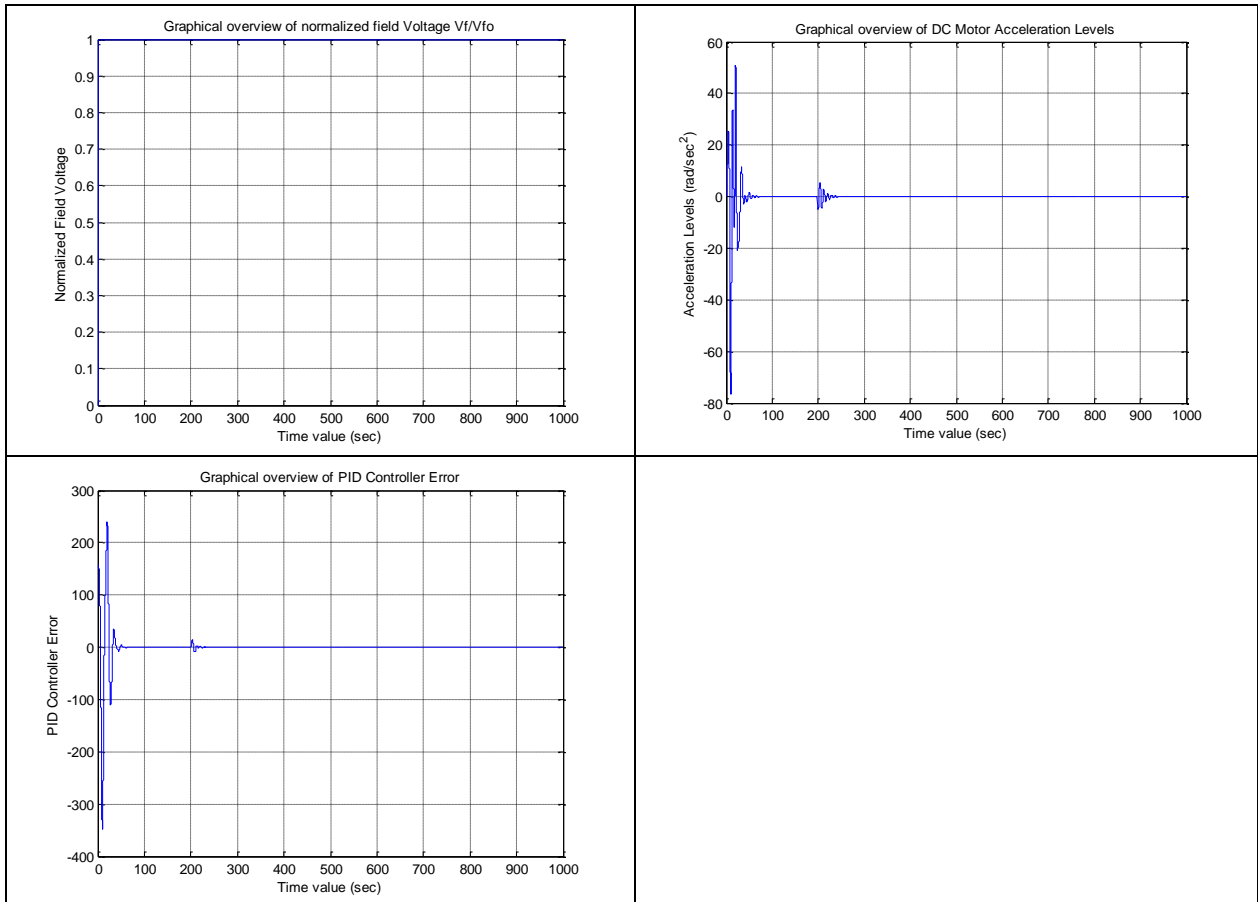 Graphical overview of normalized field Voltage Vf/Vfo
1
0.9
0.8
0.7
0.6
0.5
0.4
0.3
0.2
0.1
0
Normalized Field Voltage
0 100 200 300 400 500 600 700 800 900 1000
Time value (sec)
Graphical overview of DC Motor Acceleration Levels
60
40
20
0
-20
-40
-60
-80
Acceleration Levels (rad/sec²)
0 100 200 300 400 500 600 700 800 900 1000
Time value (sec)
Graphical overview of PID Controller Error
300
200
100
0
-100
-200
-300
-400
PID Controller Error
0 100 200 300 400 500 600 700 800 900 1000
Time value (sec)